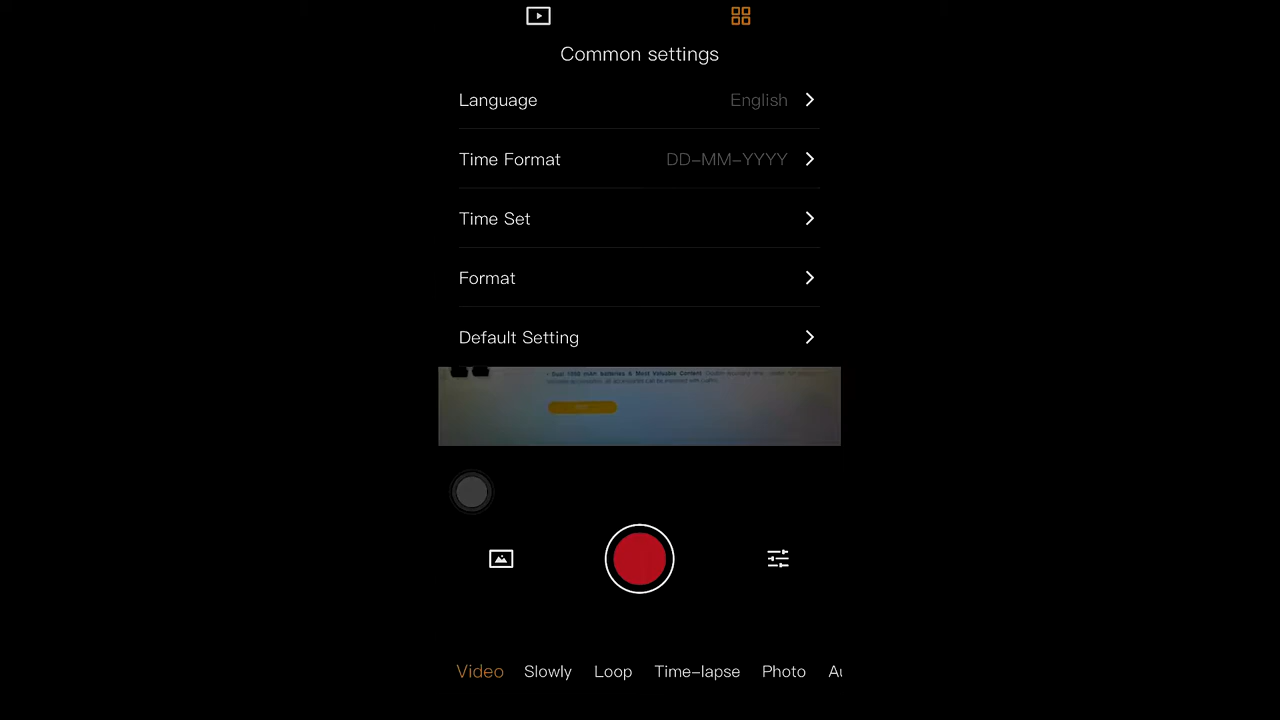 Common settings
Language English
Time Format DD-MM-YYYY
Time Set
Format
Default Setting
Video Slowly Loop Time-lapse Photo